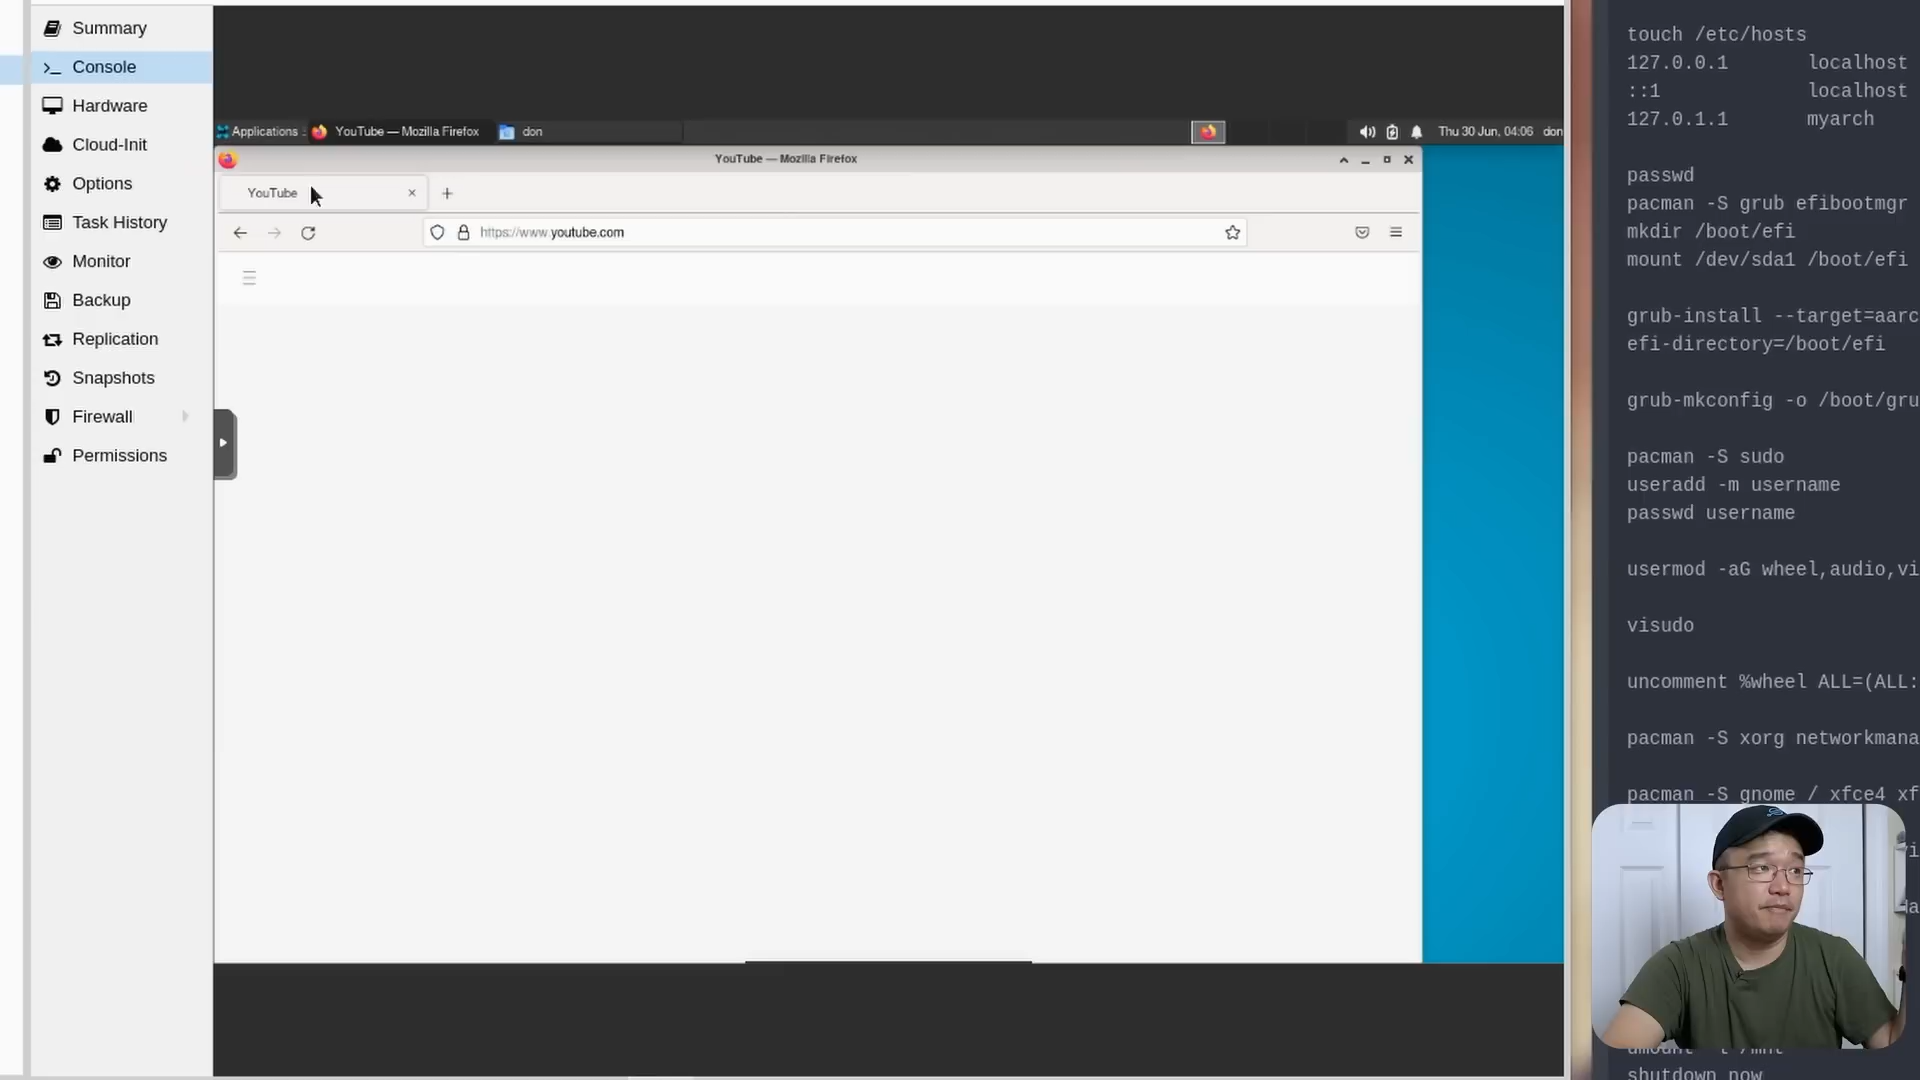 Summary
Console
Hardware
Cloud-Init
Options
Task History
Monitor
Backup
Replication
Snapshots
Firewall
Permissions
Applications : YouTube — Mozilla Firefox don Thu 30 Jun, 04:06 don
YouTube — Mozilla Firefox
YouTube
https://www.youtube.com
touch /etc/hosts
127.0.0.1 localhost
::1 localhost
127.0.1.1 myarch
passwd
pacman -S grub efibootmgr
mkdir /boot/efi
mount /dev/sda1 /boot/efi
grub-install --target=aarc
efi-directory=/boot/efi
grub-mkconfig -o /boot/gru
pacman -S sudo
useradd -m username
passwd username
usermod -aG wheel,audio,vi
visudo
uncomment %wheel ALL=(ALL:
pacman -S xorg networkmana
pacman -S gnome / xfce4 xf
shutdown now